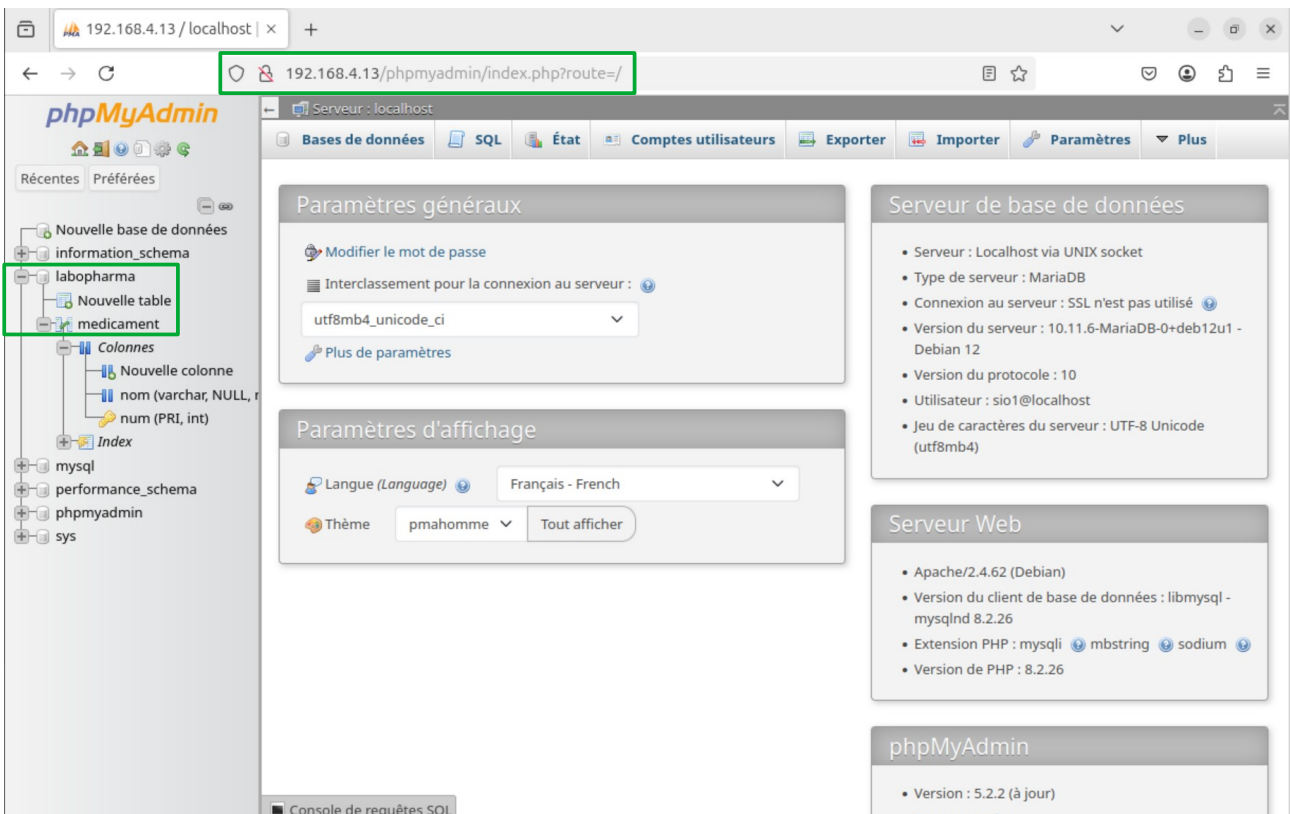 192.168.4.13 / localhost |
192.168.4.13/phpmyadmin/index.php?route=/
phpMyAdmin
Récentes Préférées
Nouvelle base de données
information_schema
labopharma
Nouvelle table
medicament
Colonnes
Nouvelle colonne
nom (varchar, NULL,
num (PRI, int)
Index
mysql
performance_schema
phpmyadmin
sys
Serveur : localhost
Bases de données SQL État Comptes utilisateurs Exporter Importer Paramètres Plus
Paramètres généraux
Modifier le mot de passe
Interclassement pour la connexion au serveur :
utf8mb4_unicode_ci
Plus de paramètres
Paramètres d'affichage
Langue (Language) Français - French
Thème pmahomme Tout afficher
Serveur de base de données
• Serveur : Localhost via UNIX socket
• Type de serveur : MariaDB
• Connexion au serveur : SSL n'est pas utilisé
• Version du serveur : 10.11.6-MariaDB-0+deb12u1 -
Debian 12
• Version du protocole : 10
• Utilisateur : sio1@localhost
• Jeu de caractères du serveur : UTF-8 Unicode
(utf8mb4)
Serveur Web
• Apache/2.4.62 (Debian)
• Version du client de base de données : libmysql -
mysqlnd 8.2.26
• Extension PHP : mysqli mbstring sodium
• Version de PHP : 8.2.26
phpMyAdmin
• Version : 5.2.2 (à jour)
Console de requêtes SQL